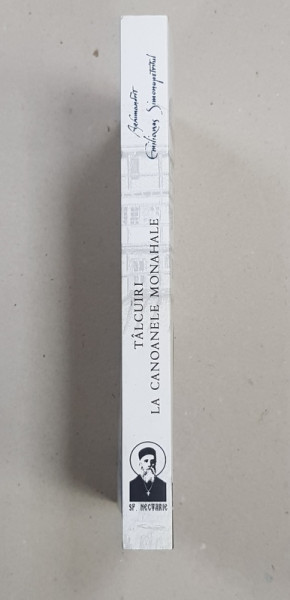 Arhimandrit
Emilianos Simonopetritul
TÂLCUIRI
LA CANOANELE MONAHALE
SF. NECTARIE